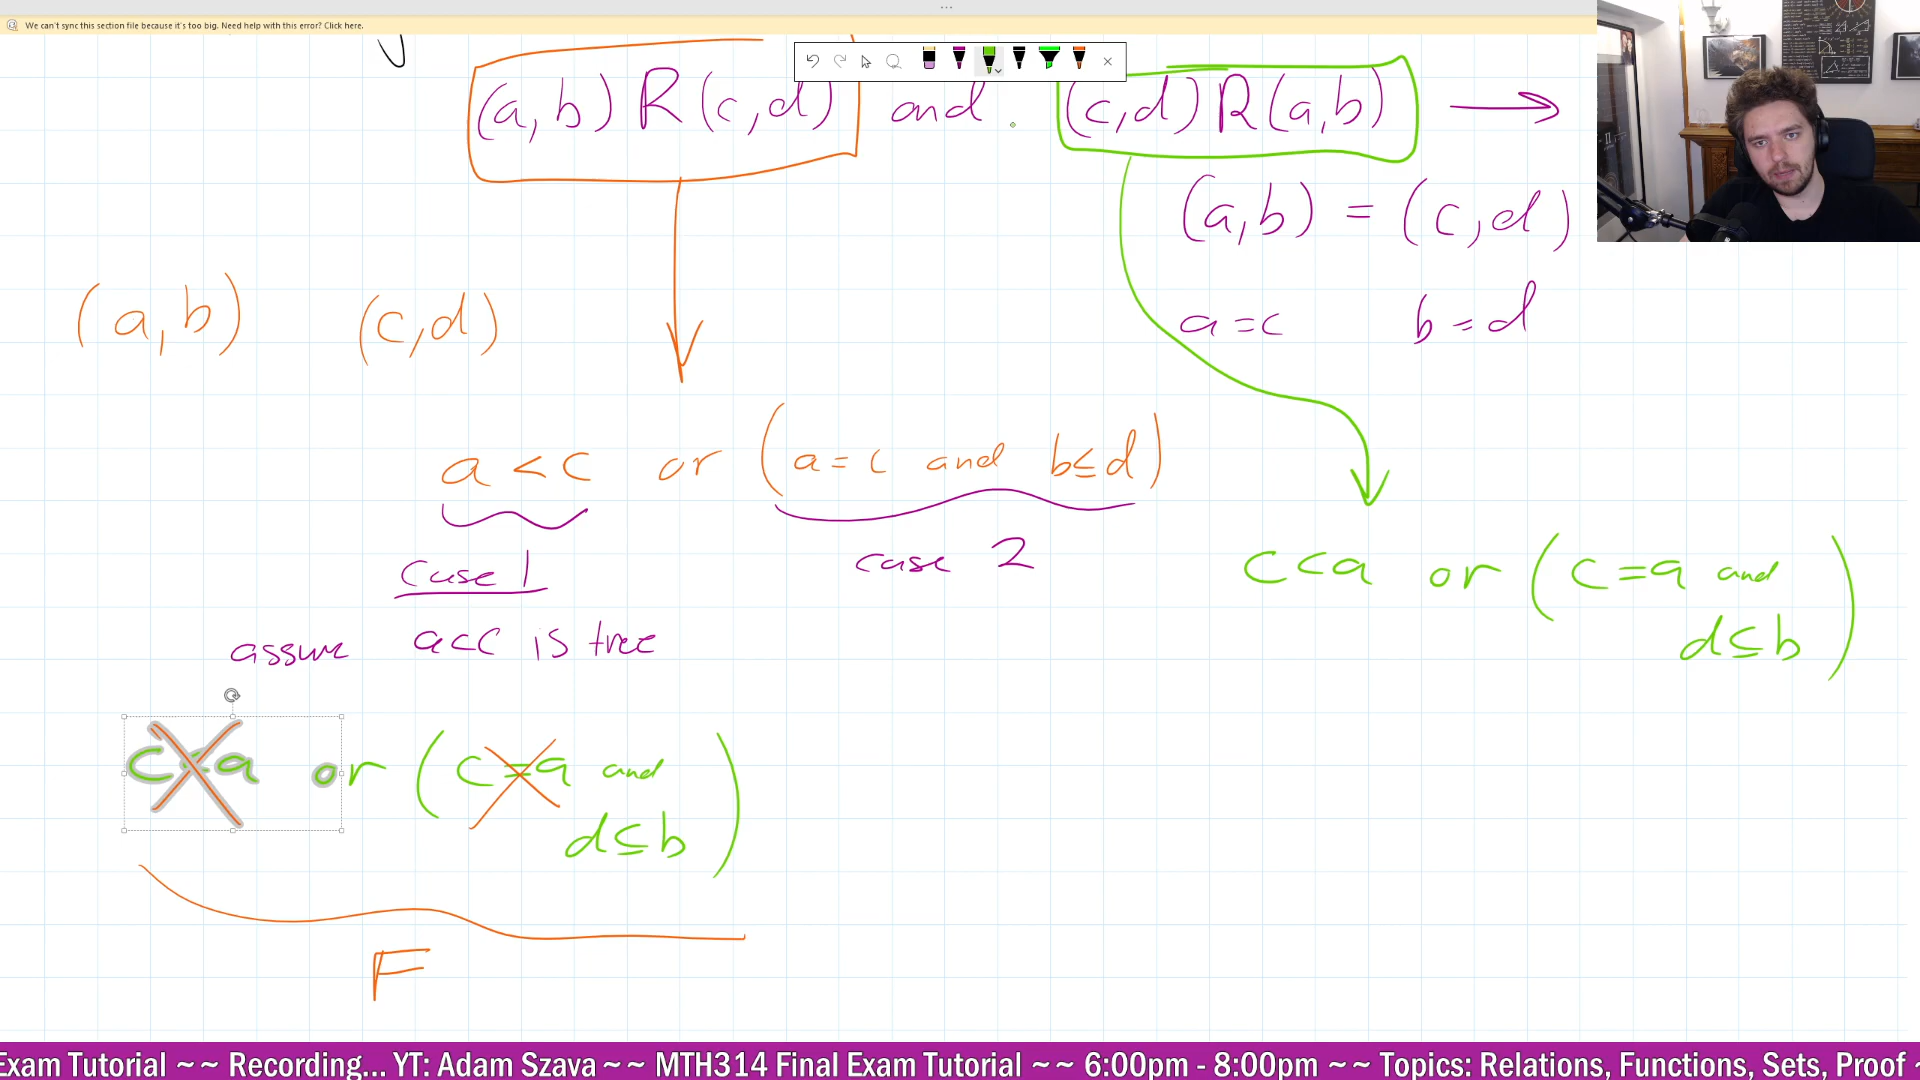 We can't sync this section file because it's too big. Need help with this error? Click here.
(a,b) R (c,d) and . (c,d) R (a,b) →
(a,b) = (c,d)
a=c b=d
(a,b) (c,d)
a < c or (a=c and b≤d)
case 1
case 2
c<a or (c=a and
d≤b)
assume a<c is true
c<a or (c=a and
d≤b)
F
Exam Tutorial ~~ Recording... YT: Adam Szava ~~ MTH314 Final Exam Tutorial ~~ 6:00pm - 8:00pm ~~ Topics: Relations, Functions, Sets, Proof